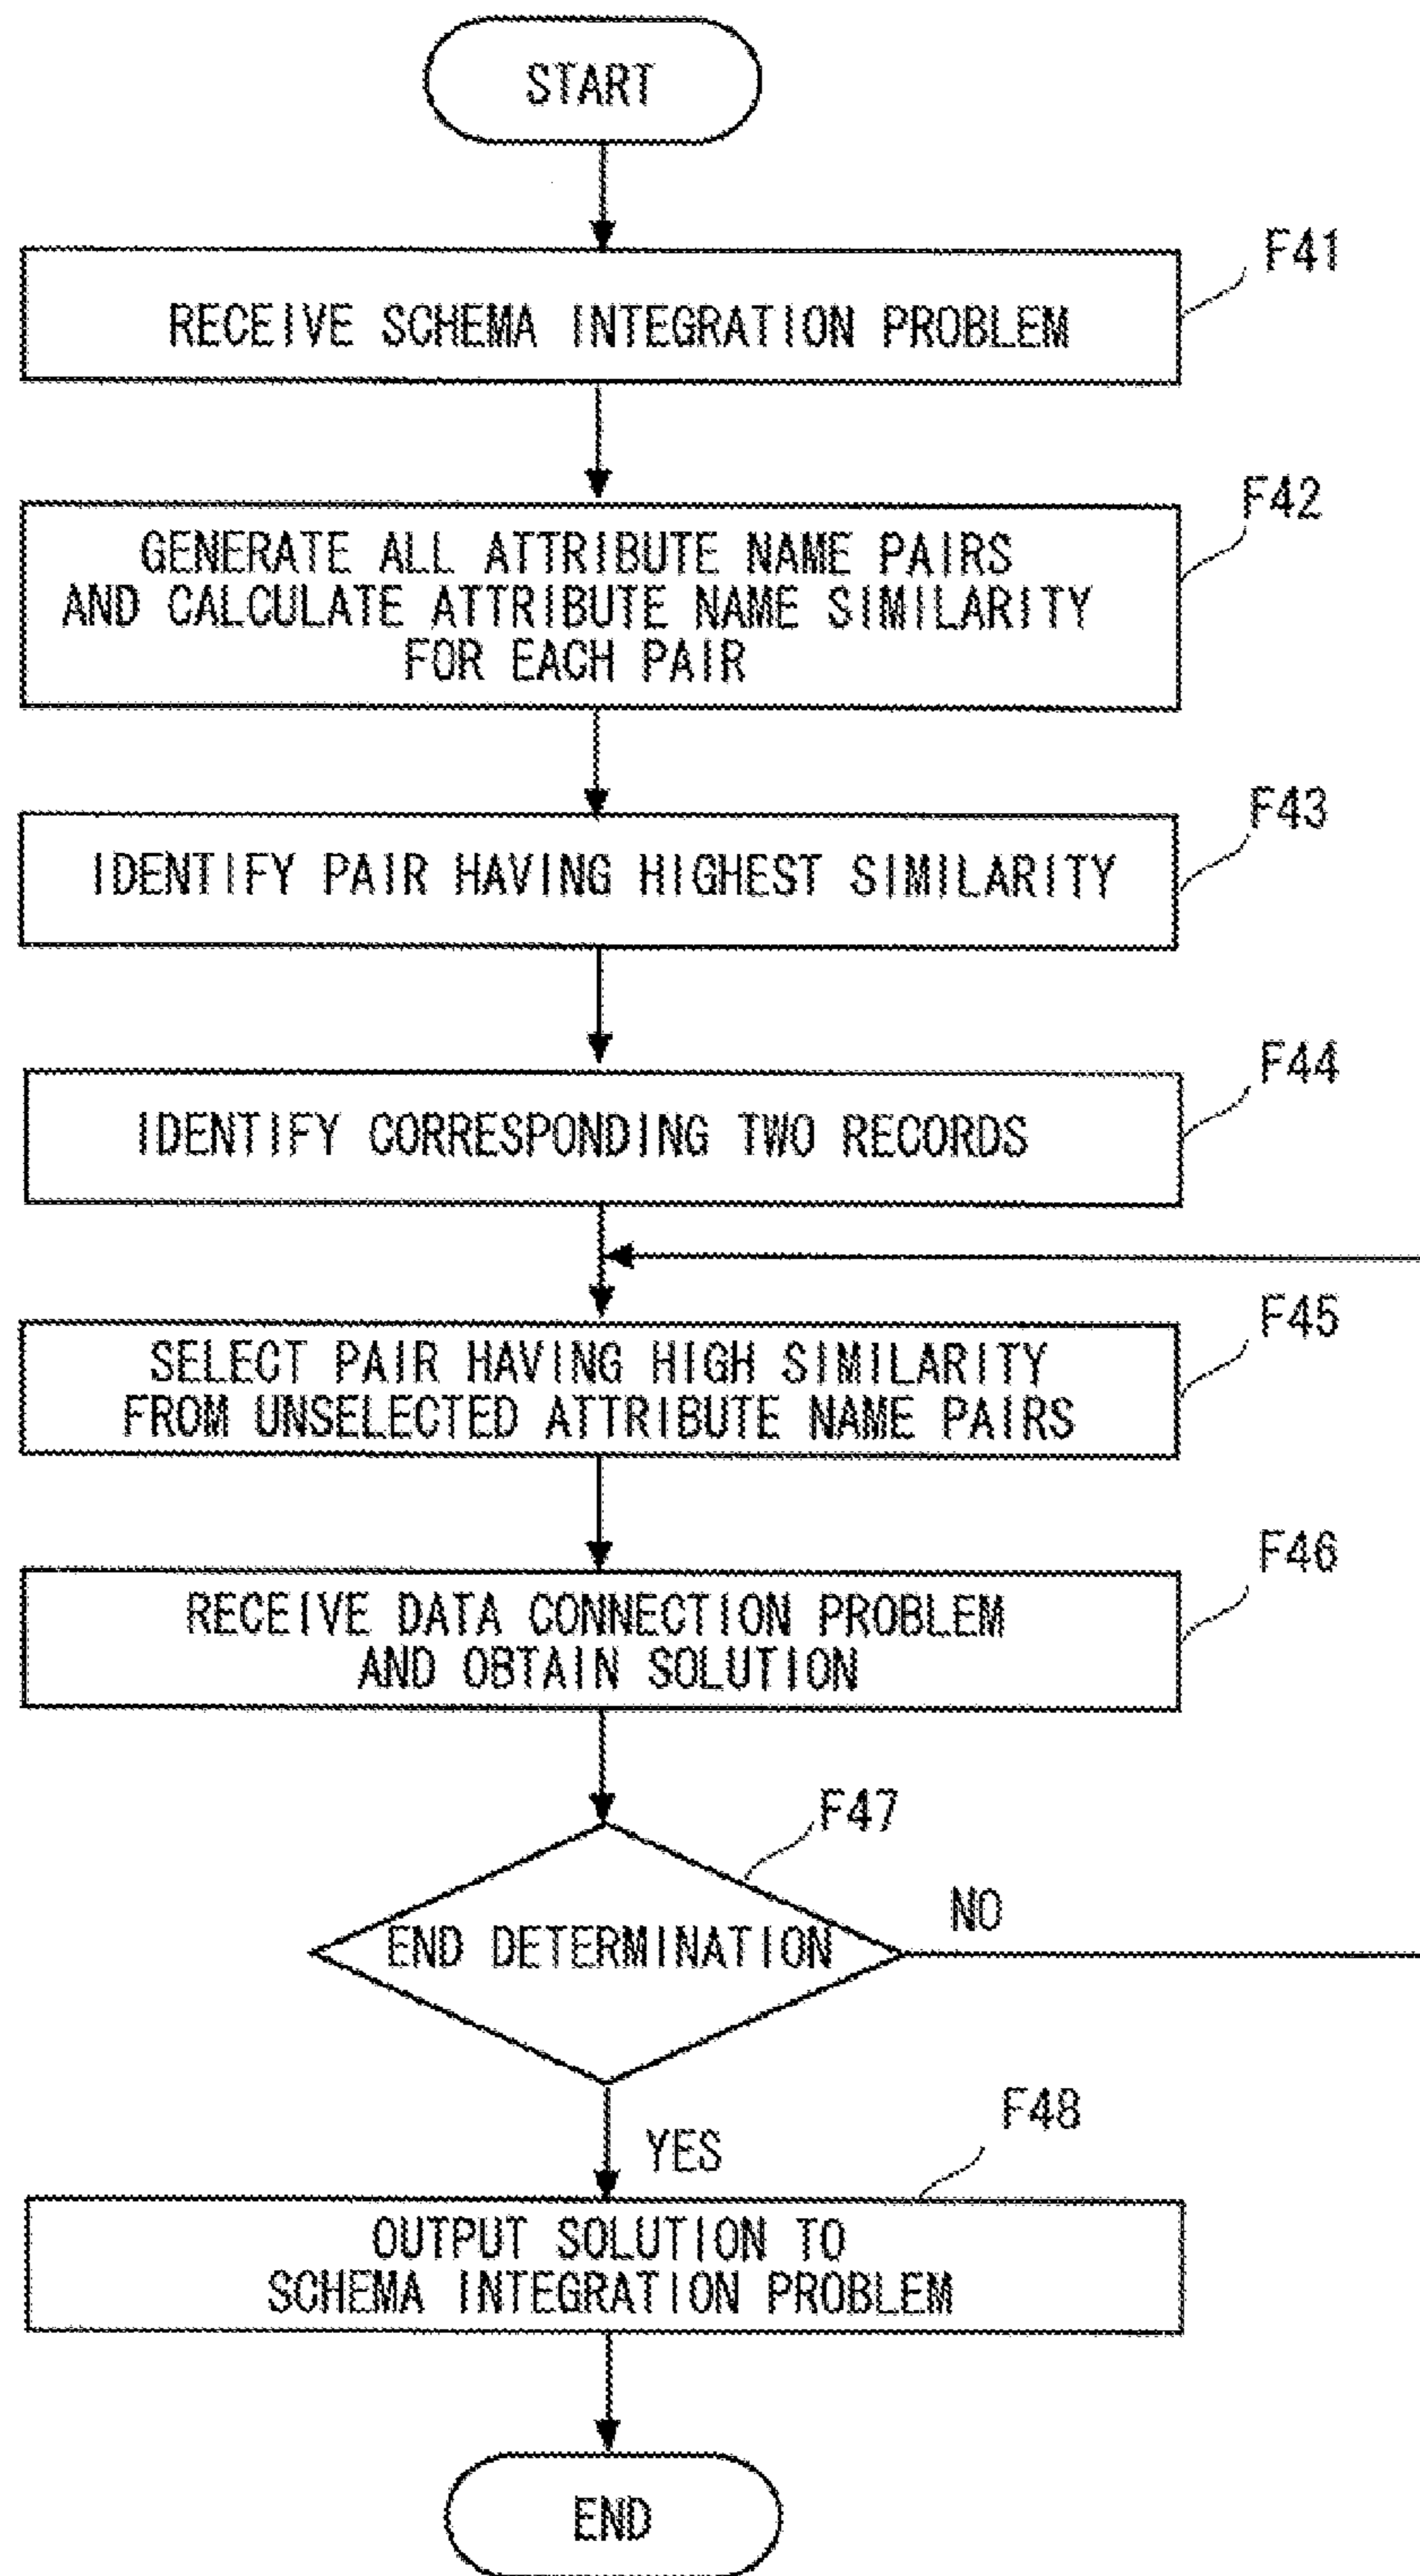 START
F41
RECEIVE SCHEMA INTEGRATION PROBLEM
F42
GENERATE ALL ATTRIBUTE NAME PAIRS
AND CALCULATE ATTRIBUTE NAME SIMILARITY
FOR EACH PAIR
F43
IDENTIFY PAIR HAVING HIGHEST SIMILARITY
F44
IDENTIFY CORRESPONDING TWO RECORDS
F45
SELECT PAIR HAVING HIGH SIMILARITY
FROM UNSELECTED ATTRIBUTE NAME PAIRS
F46
RECEIVE DATA CONNECTION PROBLEM
AND OBTAIN SOLUTION
F47
END DETERMINATION
NO
YES
F48
OUTPUT SOLUTION TO
SCHEMA INTEGRATION PROBLEM
END